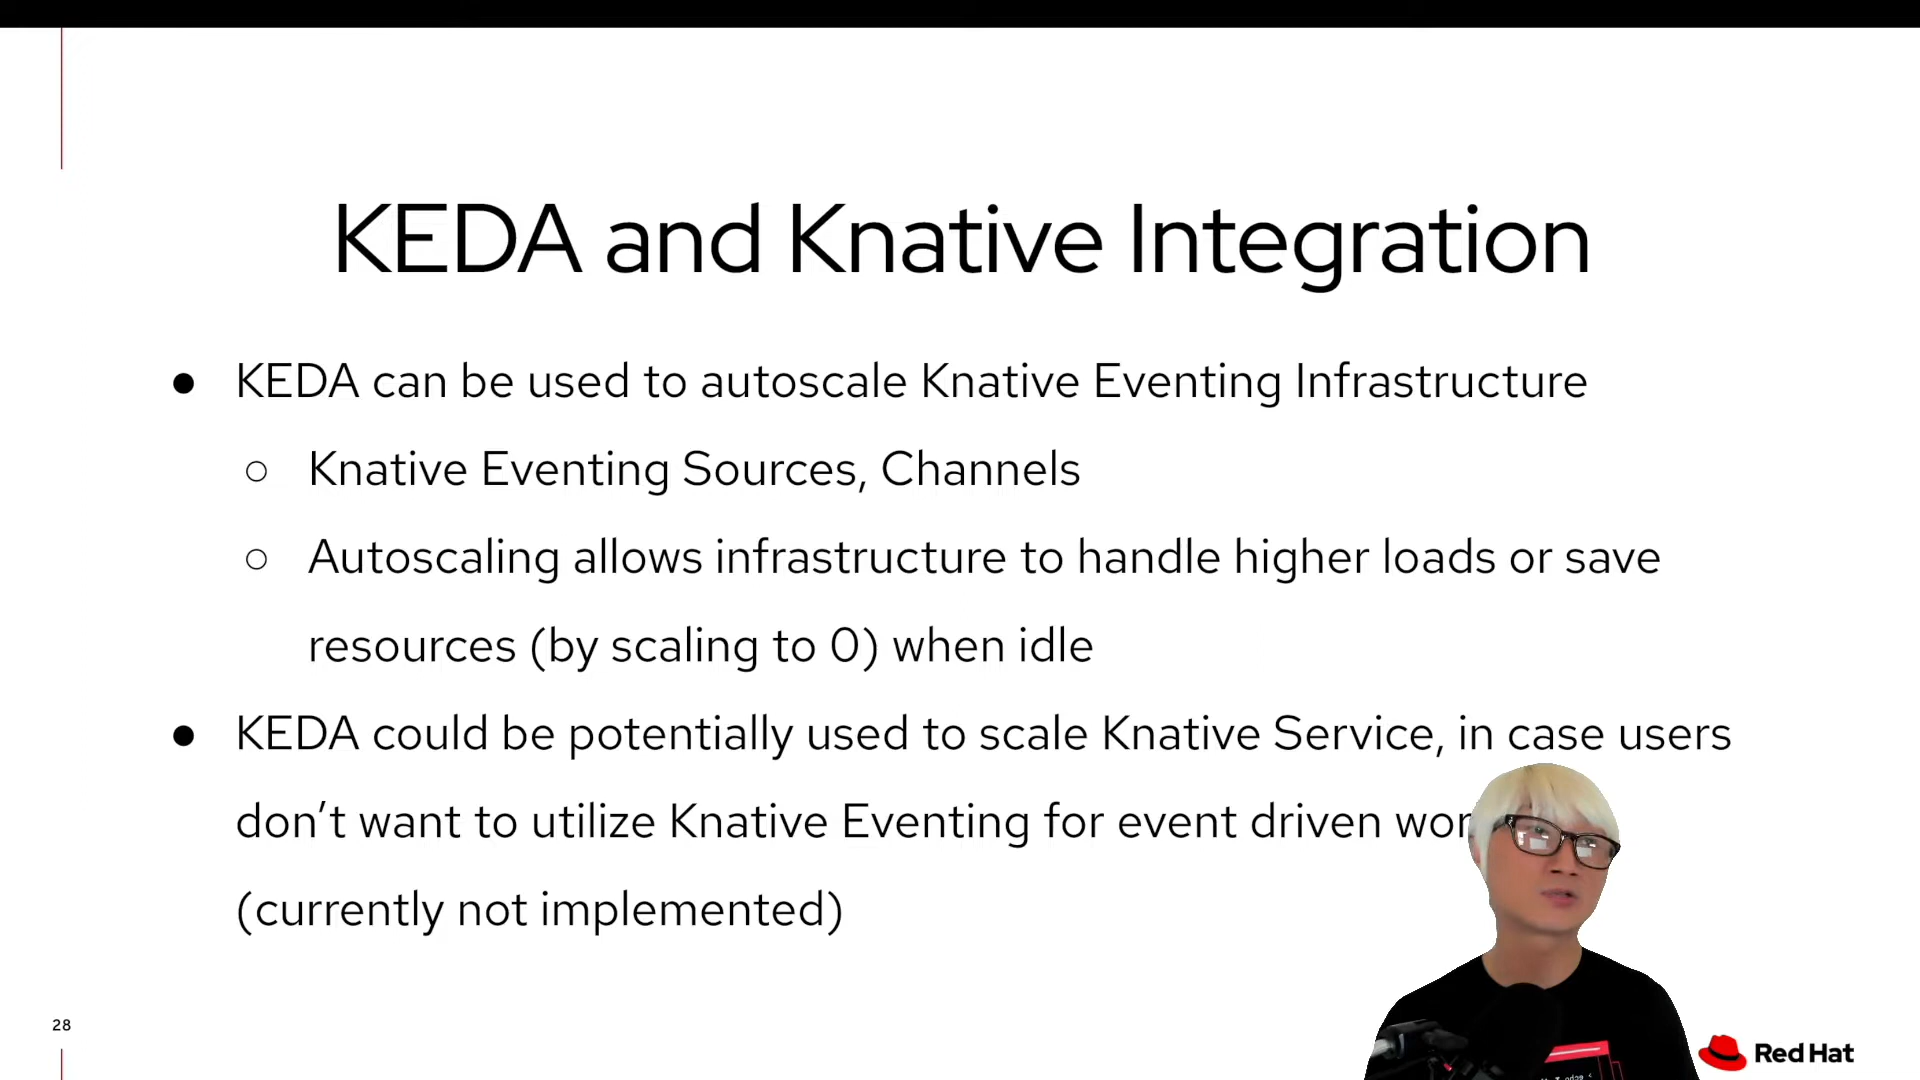 KEDA and Knative Integration
● KEDA can be used to autoscale Knative Eventing Infrastructure
○ Knative Eventing Sources, Channels
○ Autoscaling allows infrastructure to handle higher loads or save
resources (by scaling to 0) when idle
● KEDA could be potentially used to scale Knative Service, in case users
don’t want to utilize Knative Eventing for event driven
(currently not implemented)
28
Red Hat